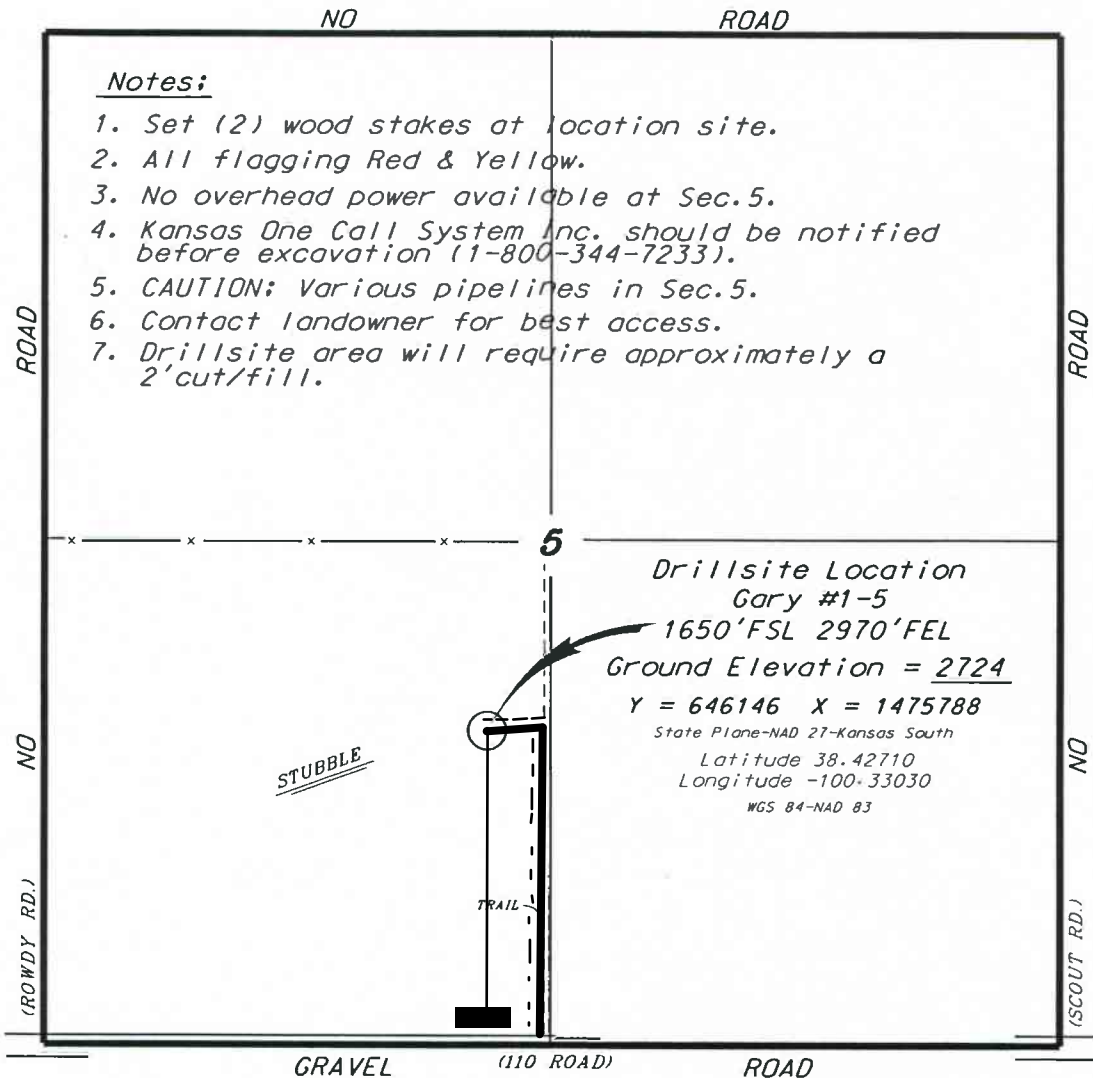 NO ROAD
Notes:
1. Set (2) wood stakes at location site.
2. All flagging Red & Yellow.
3. No overhead power available at Sec.5.
4. Kansas One Call System Inc. should be notified
before excavation (1-800-344-7233).
5. CAUTION: Various pipelines in Sec.5.
6. Contact landowner for best access.
7. Drillsite area will require approximately a
2'cut/fill.
ROAD
ROAD
5
Drillsite Location
Gary #1-5
1650'FSL 2970'FEL
Ground Elevation = 2724
Y = 646146 X = 1475788
State Plane-NAD 27-Kansas South
Latitude 38.42710
Longitude -100.33030
WGS 84-NAD 83
NO
NO
STUBBLE
TRAIL
(ROWDY RD.)
(SCOUT RD.)
GRAVEL (110 ROAD) ROAD